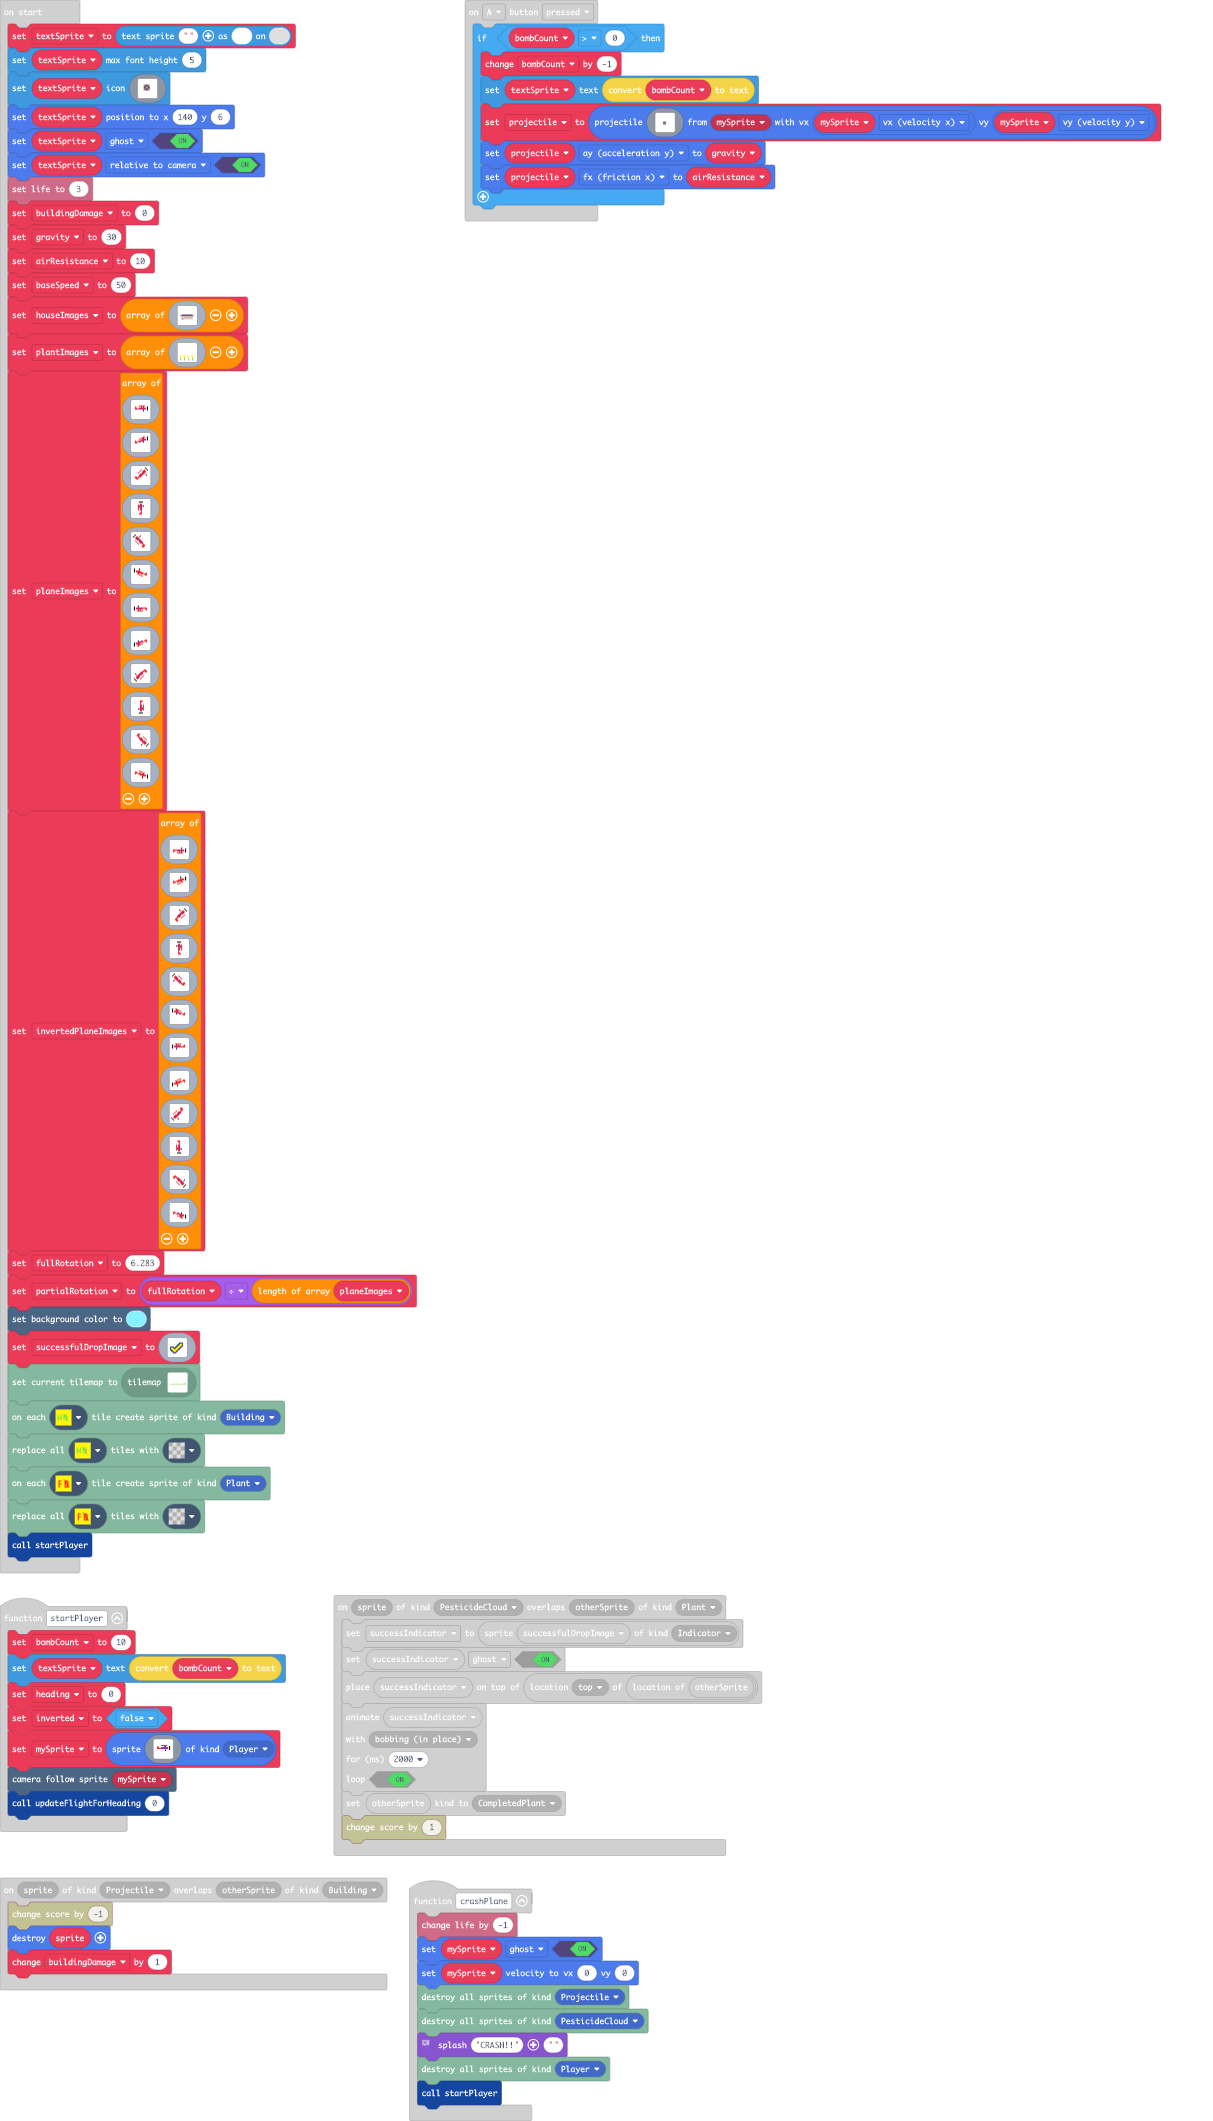 on start
set textSprite to text sprite "" as on
set textSprite max font height 5
set textSprite icon
set textSprite position to x 140 y 6
set textSprite ghost ON
set textSprite relative to camera ON
set life to 3
set buildingDamage to 0
set gravity to 30
set airResistance to 10
set baseSpeed to 50
set houseImages to array of
set plantImages to array of
set planeImages to array of
set invertedPlaneImages to array of
set fullRotation to 6.283
set partialRotation to fullRotation ÷ length of array planeImages
set background color to
set successfulDropImage to
set current tilemap to tilemap
on each tile create sprite of kind Building
replace all tiles with
on each tile create sprite of kind Plant
replace all tiles with
call startPlayer
on A button pressed
if bombCount > 0 then
change bombCount by -1
set textSprite text convert bombCount to text
set projectile to projectile from mySprite with vx mySprite vx (velocity x) vy mySprite vy (velocity y)
set projectile ay (acceleration y) to gravity
set projectile fx (friction x) to airResistance
function startPlayer
set bombCount to 10
set textSprite text convert bombCount to text
set heading to 0
set inverted to false
set mySprite to sprite of kind Player
camera follow sprite mySprite
call updateFlightForHeading 0
on sprite of kind PesticideCloud overlaps otherSprite of kind Plant
set successIndicator to sprite successfulDropImage of kind Indicator
set successIndicator ghost ON
place successIndicator on top of location top of location of otherSprite
animate successIndicator
with bobbing (in place)
for (ms) 2000
loop ON
set otherSprite kind to CompletedPlant
change score by 1
on sprite of kind Projectile overlaps otherSprite of kind Building
change score by -1
destroy sprite
change buildingDamage by 1
function crashPlane
change life by -1
set mySprite ghost ON
set mySprite velocity to vx 0 vy 0
destroy all sprites of kind Projectile
destroy all sprites of kind PesticideCloud
splash "CRASH!!" ""
destroy all sprites of kind Player
call startPlayer